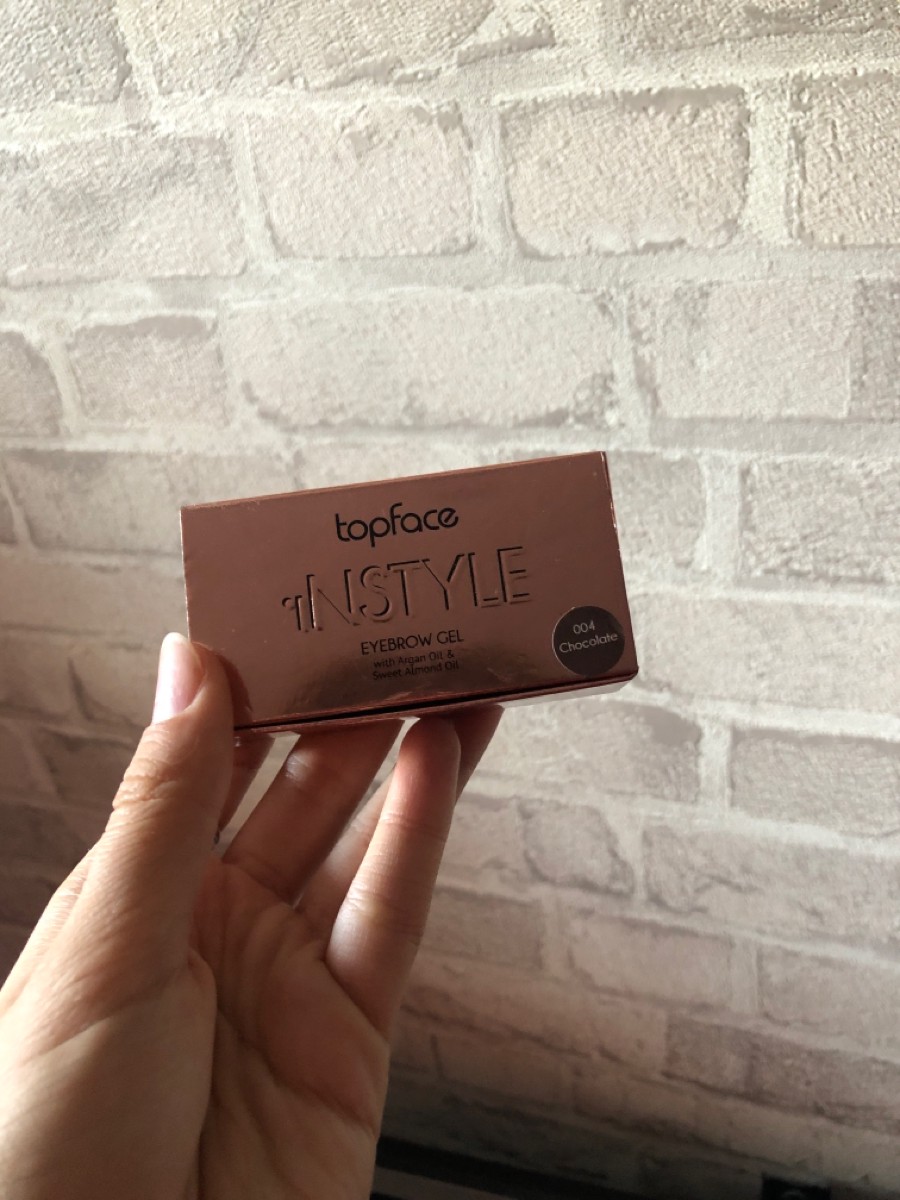 topface
INSTYLE
EYEBROW GEL
with Argan Oil &
Sweet Almond Oil
004
Chocolate